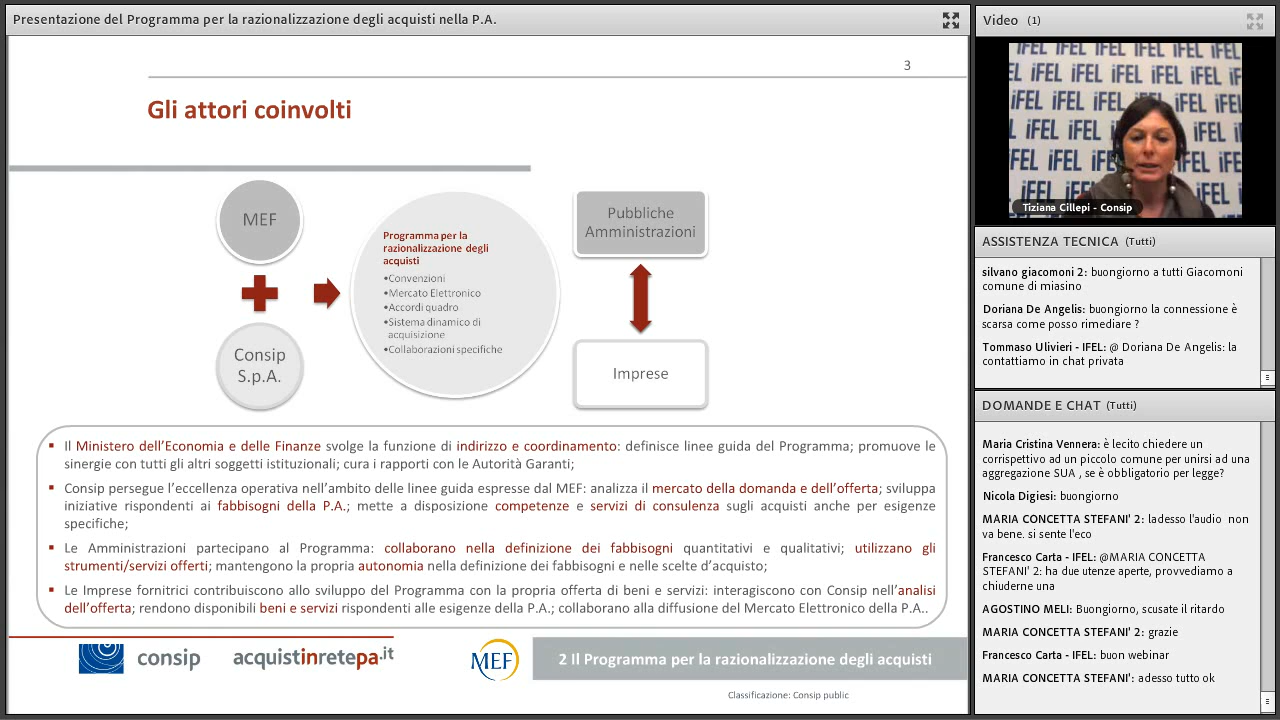 Presentazione del Programma per la razionalizzazione degli acquisti nella P.A.
3
Gli attori coinvolti
MEF
Consip
S.p.A.
Programma per la
razionalizzazione degli
acquisti
•Convenzioni
•Mercato Elettronico
•Accordi quadro
•Sistema dinamico di
acquisizione
•Collaborazioni specifiche
Pubbliche
Amministrazioni
Imprese
▪ Il Ministero dell'Economia e delle Finanze svolge la funzione di indirizzo e coordinamento: definisce linee guida del Programma; promuove le
sinergie con tutti gli altri soggetti istituzionali; cura i rapporti con le Autorità Garanti;
▪ Consip persegue l'eccellenza operativa nell'ambito delle linee guida espresse dal MEF: analizza il mercato della domanda e dell'offerta; sviluppa
iniziative rispondenti ai fabbisogni della P.A.; mette a disposizione competenze e servizi di consulenza sugli acquisti anche per esigenze
specifiche;
▪ Le Amministrazioni partecipano al Programma: collaborano nella definizione dei fabbisogni quantitativi e qualitativi; utilizzano gli
strumenti/servizi offerti; mantengono la propria autonomia nella definizione dei fabbisogni e nelle scelte d'acquisto;
▪ Le Imprese fornitrici contribuiscono allo sviluppo del Programma con la propria offerta di beni e servizi: interagiscono con Consip nell'analisi
dell'offerta; rendono disponibili beni e servizi rispondenti alle esigenze della P.A.; collaborano alla diffusione del Mercato Elettronico della P.A..
consip
acquistinretepa.it
MEF
2 Il Programma per la razionalizzazione degli acquisti
Classificazione: Consip public
Video (1)
iFEL iFEL iFEL iFEL
Tiziana Cillepi - Consip
ASSISTENZA TECNICA (Tutti)
silvano giacomoni 2: buongiorno a tutti Giacomoni
comune di miasino
Doriana De Angelis: buongiorno la connessione è
scarsa come posso rimediare ?
Tommaso Ulivieri - IFEL: @ Doriana De Angelis: la
contattiamo in chat privata
DOMANDE E CHAT (Tutti)
Maria Cristina Vennera: è lecito chiedere un
corrispettivo ad un piccolo comune per unirsi ad una
aggregazione SUA , se è obbligatorio per legge?
Nicola Digiesi: buongiorno
MARIA CONCETTA STEFANI' 2: ladesso l'audio non
va bene. si sente l'eco
Francesco Carta - IFEL: @MARIA CONCETTA
STEFANI' 2: ha due utenze aperte, provvediamo a
chiuderne una
AGOSTINO MELI: Buongiorno, scusate il ritardo
MARIA CONCETTA STEFANI' 2: grazie
Francesco Carta - IFEL: buon webinar
MARIA CONCETTA STEFANI': adesso tutto ok